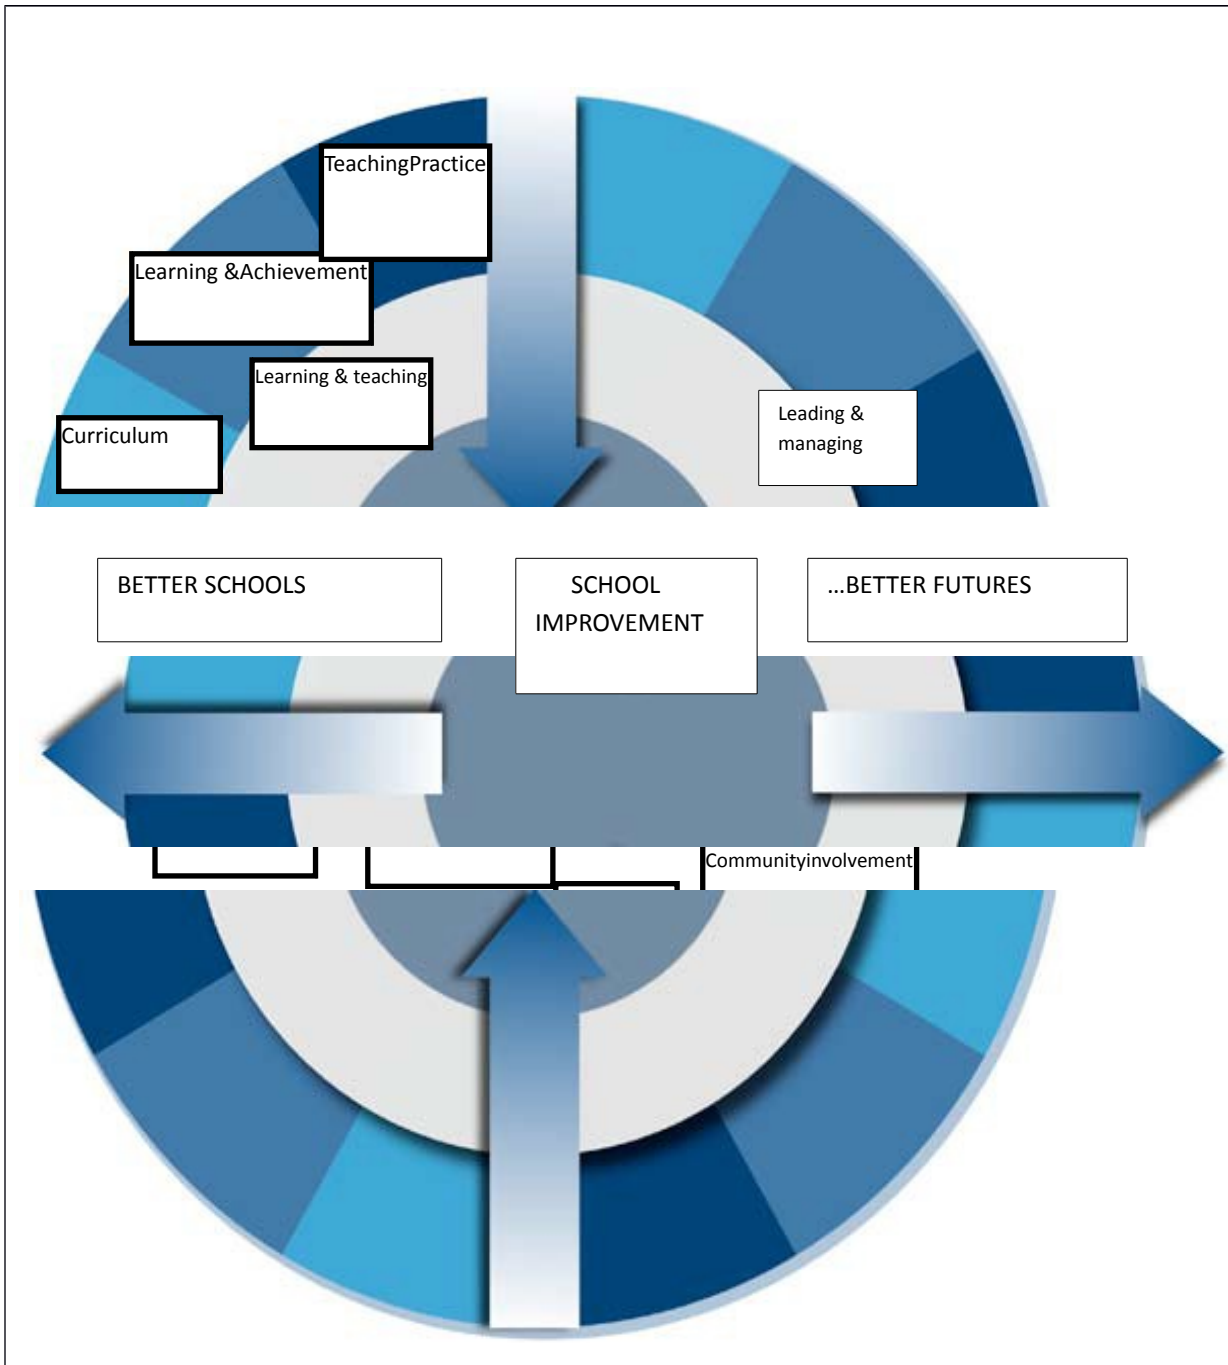 TeachingPractice
Learning &Achievement
Learning & teaching
Curriculum
Leading &
managing
BETTER SCHOOLS
SCHOOL
IMPROVEMENT
...BETTER FUTURES
Communityinvolvement